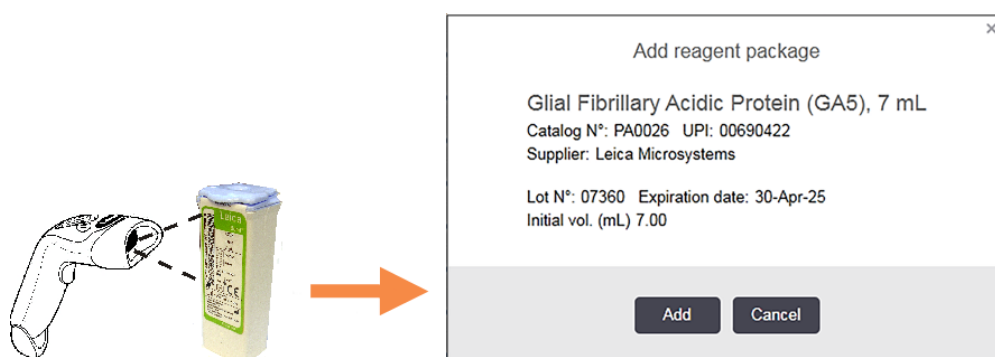 Add reagent package
Glial Fibrillary Acidic Protein (GA5), 7 mL
Catalog N°: PA0026 UPI: 00690422
Supplier: Leica Microsystems
Lot N°: 07360 Expiration date: 30-Apr-25
Initial vol. (mL) 7.00
Add
Cancel
Leica